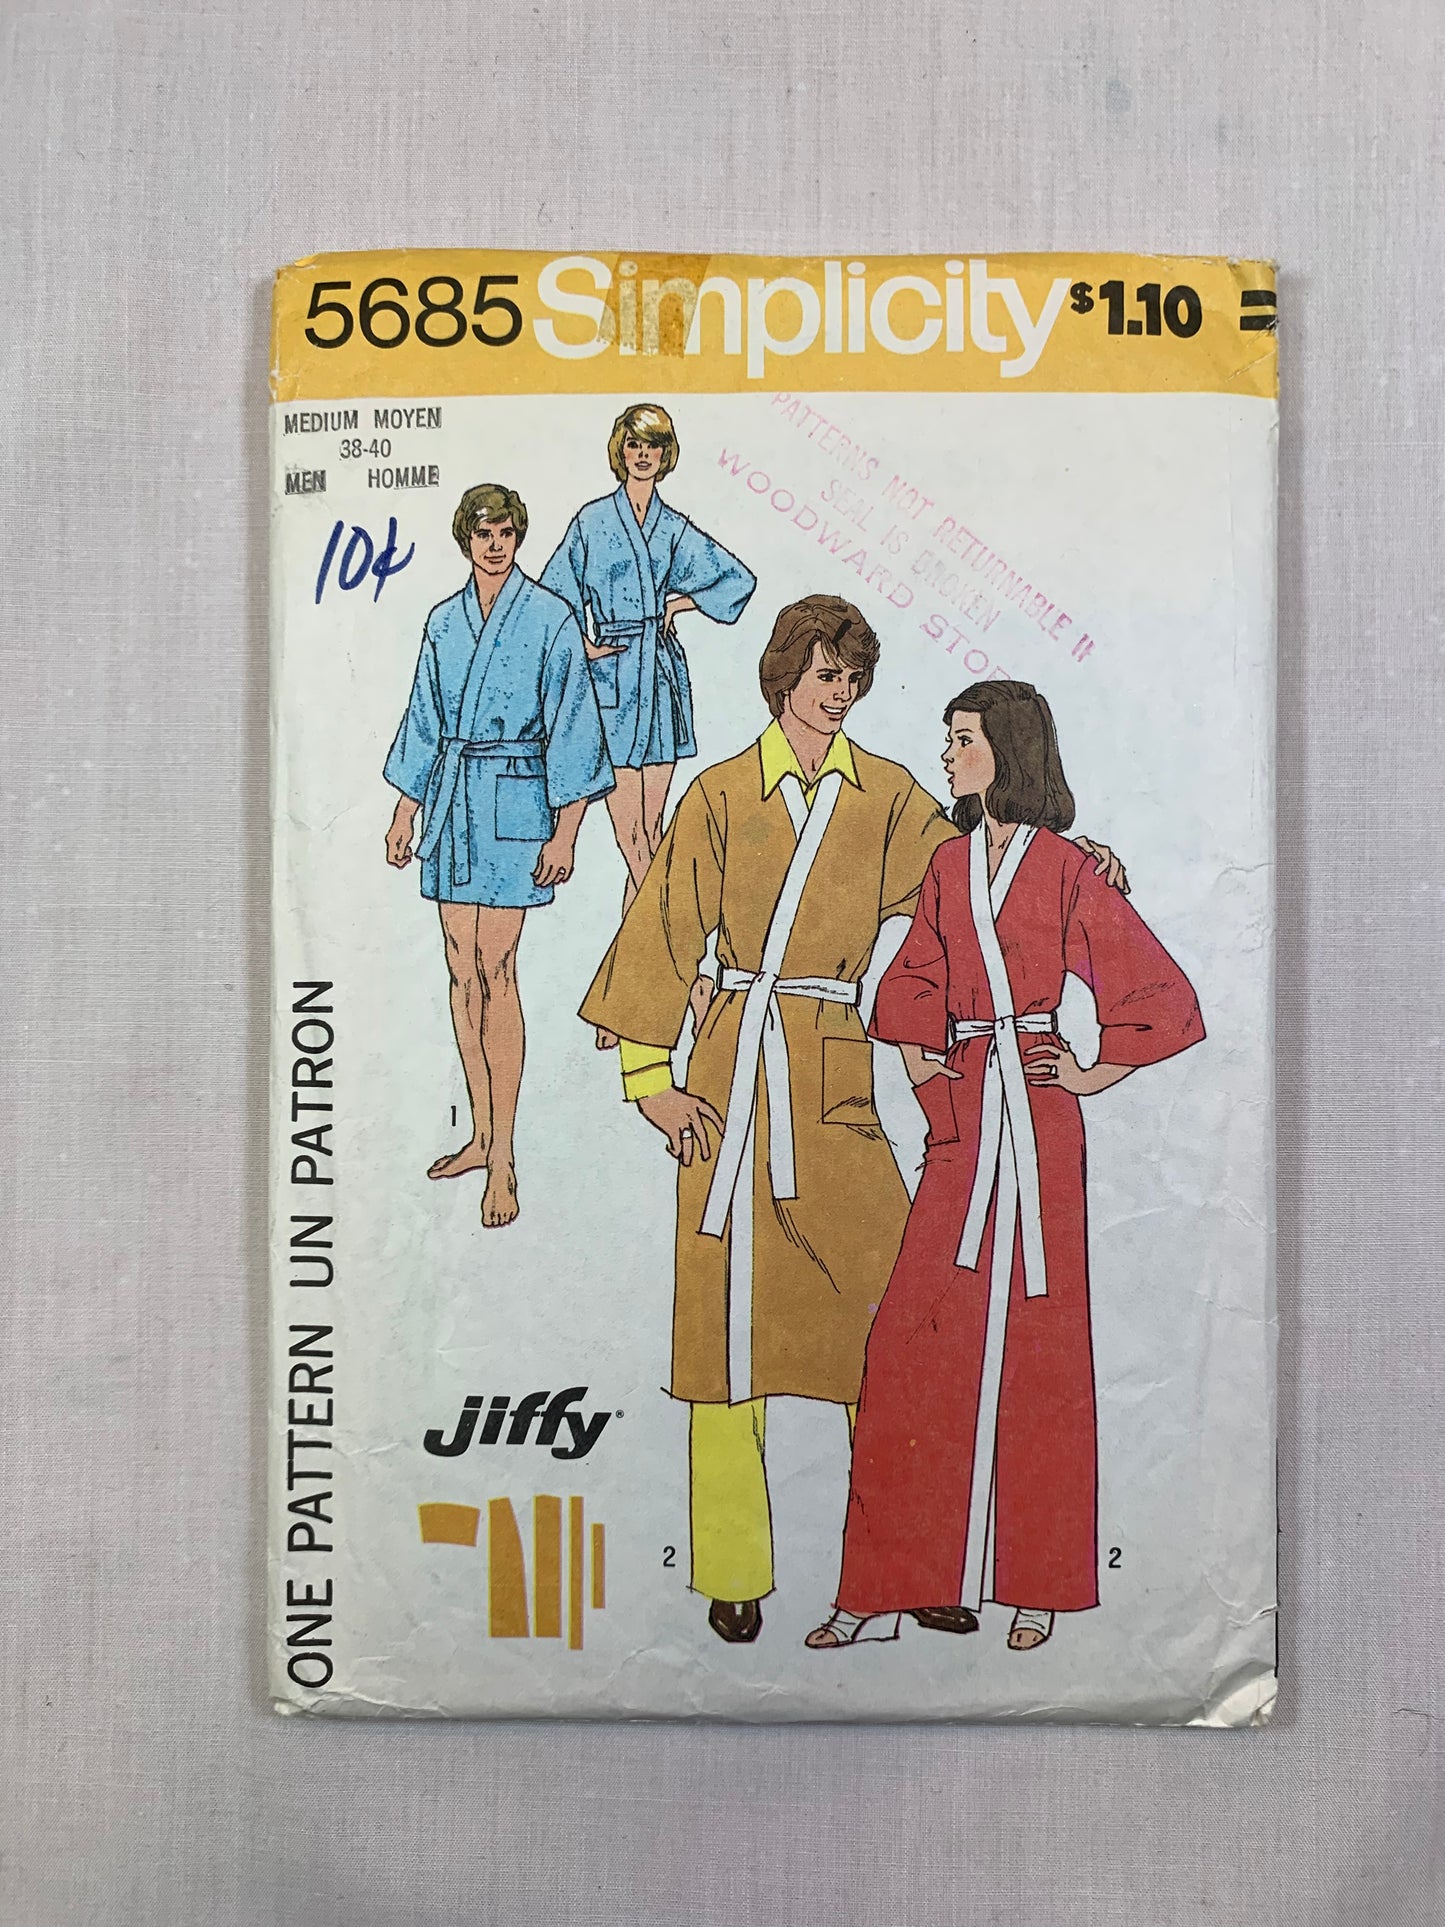 5685 Simplicity $1.10 =
MEDIUM MOYEN
38-40
MEN HOMME
10¢
PATTERNS NOT RETURNABLE IF
SEAL IS BROKEN
WOODWARD STOR
1
ONE PATTERN UN PATRON
jiffy®
2
2